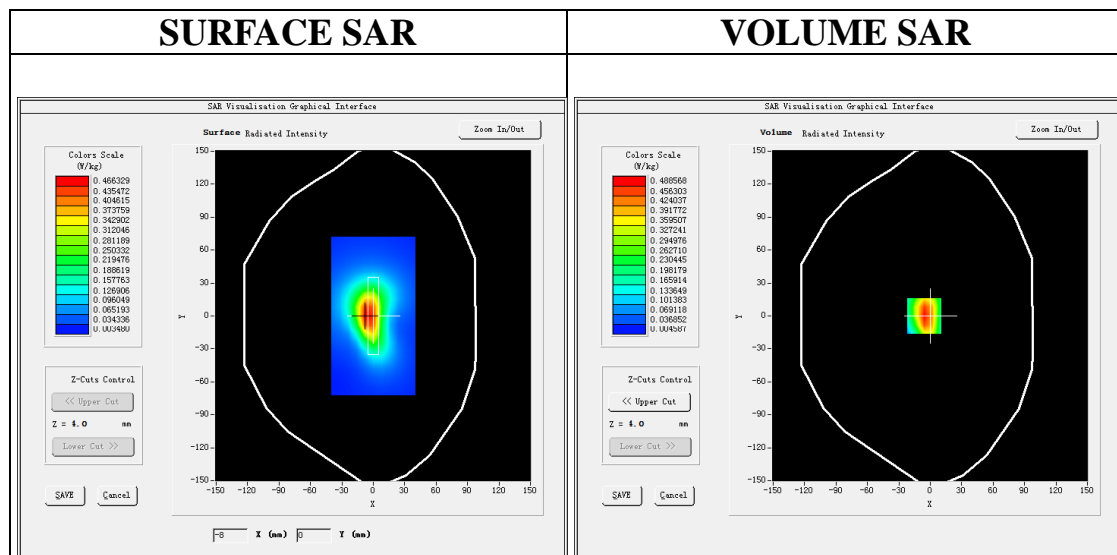 SURFACE SAR
VOLUME SAR
SAR Visualisation Graphical Interface
Surface Radiated Intensity
Zoom In/Out
Colors Scale
(W/kg)
0.466329
0.435472
0.404615
0.373759
0.342902
0.312046
0.281189
0.250332
0.219476
0.188619
0.157763
0.126906
0.096049
0.065193
0.034336
0.003480
150
120
90
60
30
0
-30
-60
-90
-120
-150
Y
-150 -120 -90 -60 -30 0 30 60 90 120 150
X
Z-Cuts Control
<< Upper Cut
Z = 4.0 mm
Lower Cut >>
SAVE Cancel
-8 X (mm) 0 Y (mm)
SAR Visualisation Graphical Interface
Volume Radiated Intensity
Zoom In/Out
Colors Scale
(W/kg)
0.488568
0.456303
0.424037
0.391772
0.359507
0.327241
0.294976
0.262710
0.230445
0.198179
0.165914
0.133649
0.101383
0.069118
0.036852
0.004587
150
120
90
60
30
0
-30
-60
-90
-120
-150
Y
-150 -120 -90 -60 -30 0 30 60 90 120 150
X
Z-Cuts Control
<< Upper Cut
Z = 4.0 mm
Lower Cut >>
SAVE Cancel